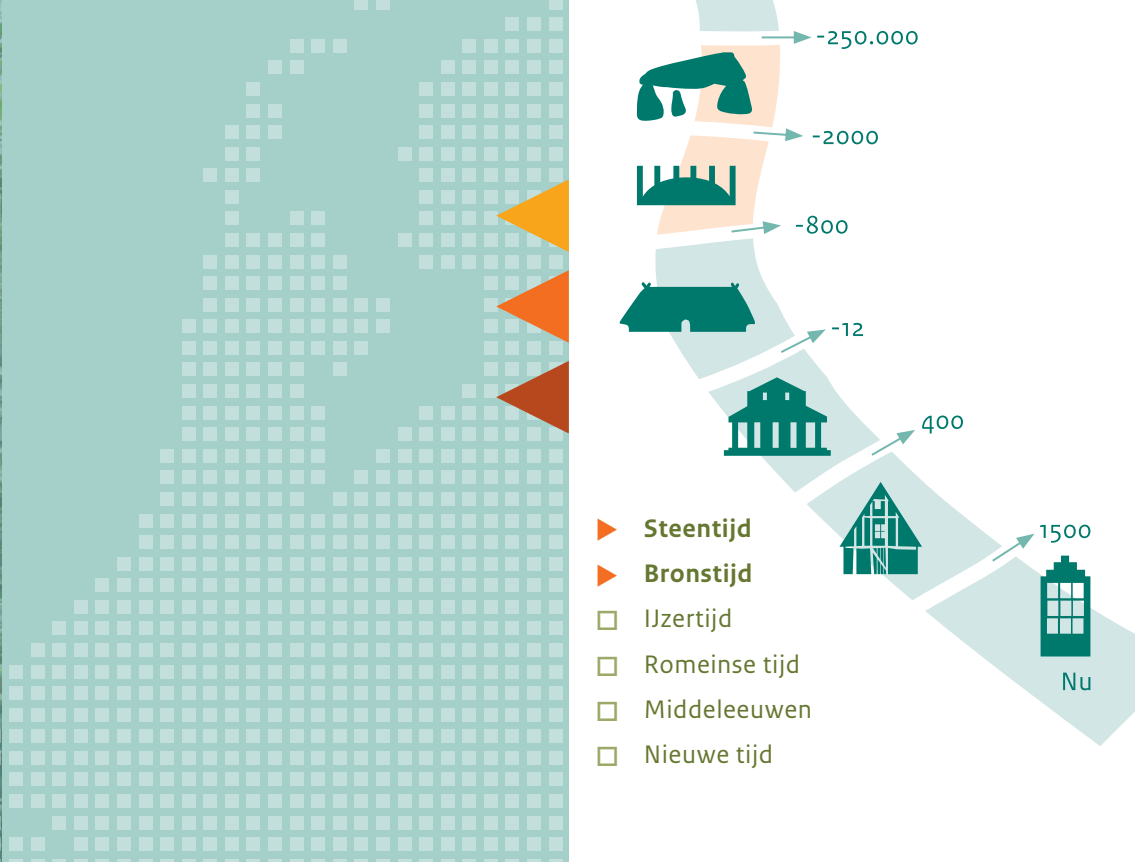 -250.000
-2000
-800
-12
400
1500
Nu
Steentijd
Bronstijd
IJzertijd
Romeinse tijd
Middeleeuwen
Nieuwe tijd